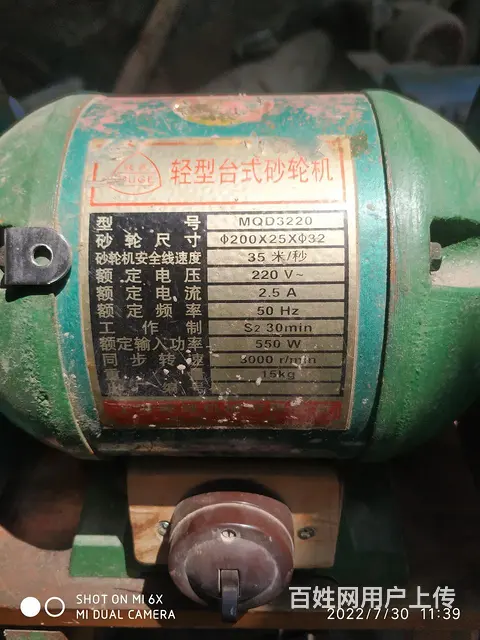 轻型台式砂轮机
型号 MQD3220
砂轮尺寸 Φ200X25XΦ32
砂轮机安全线速度 35 米/秒
额定电压 220 V~
额定电流 2.5 A
额定频率 50 Hz
工作制 S2 30min
额定输入功率 550 W
同步转速 3000 r/min
重量 15kg
SHOT ON MI 6X
MI DUAL CAMERA
百姓网用户上传
2022/7/30 11:39